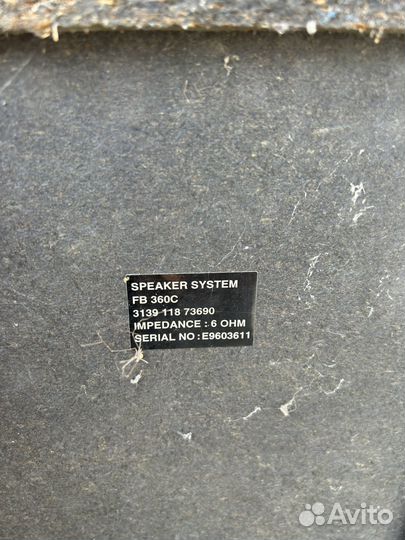 SPEAKER SYSTEM
FB 360C
3139 118 73690
IMPEDANCE : 6 OHM
SERIAL NO : E9603611
Avito